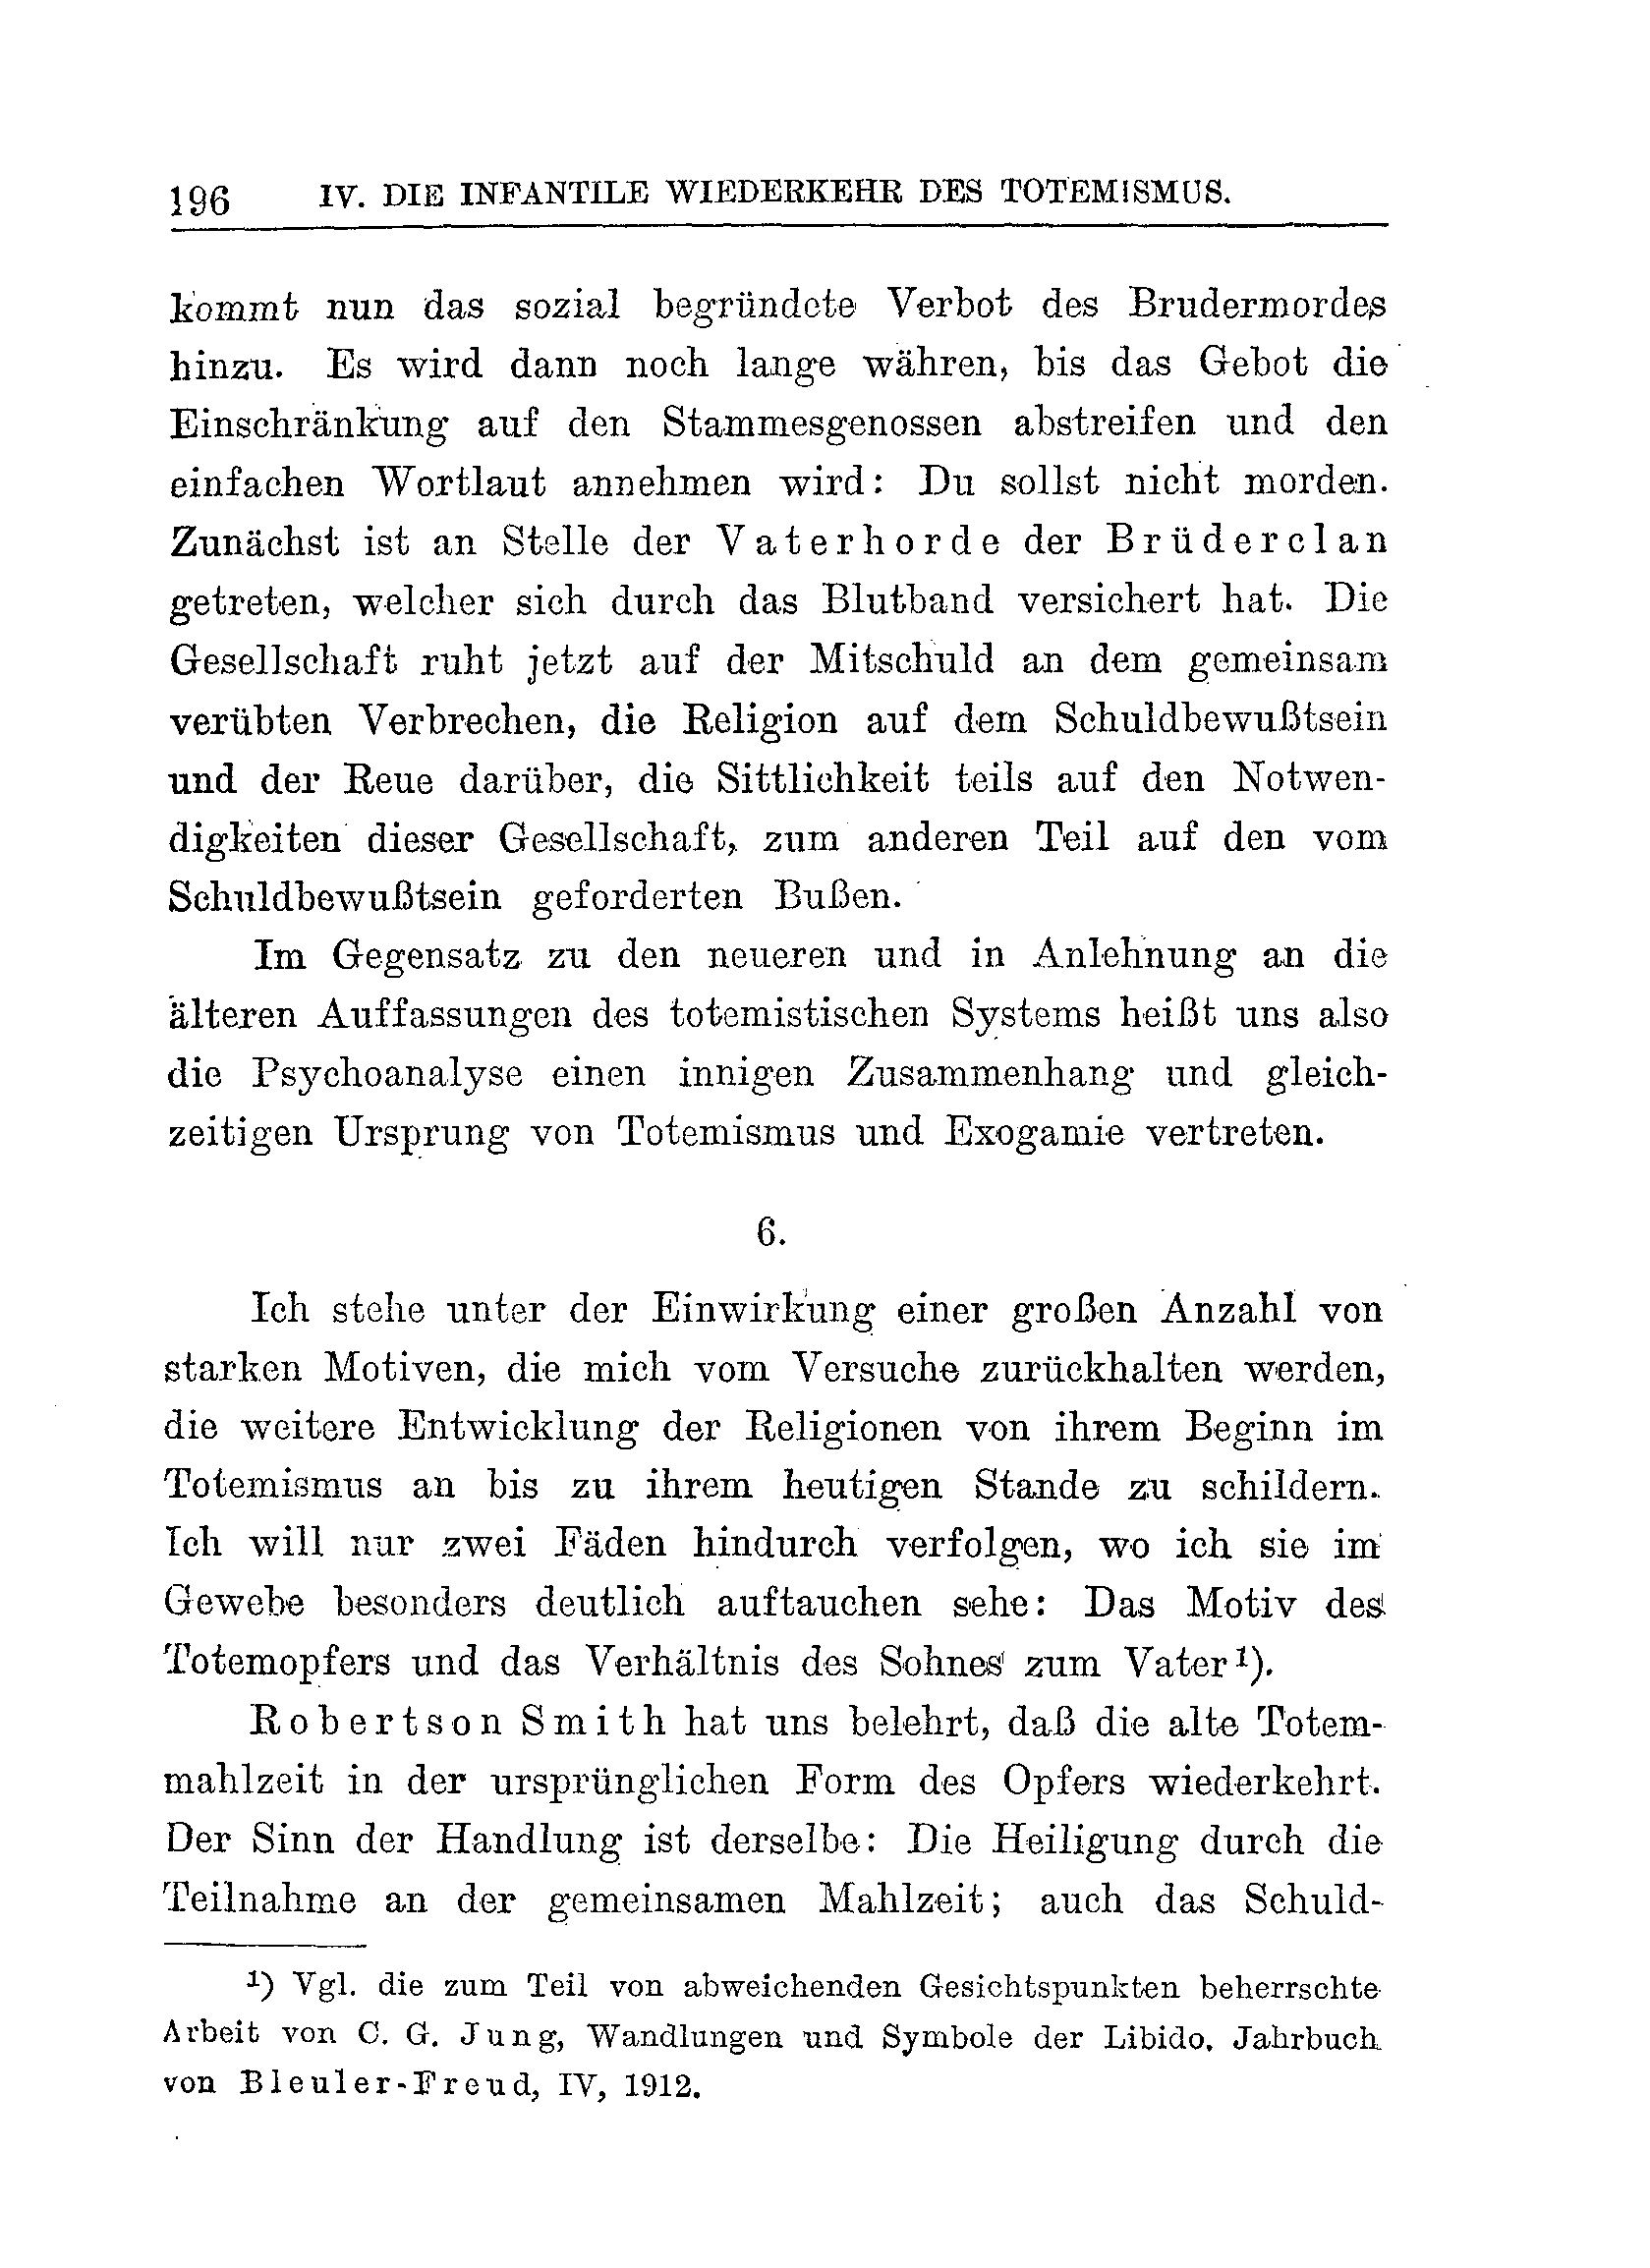 196 IV. DIE INFANTILE WIEDERKEHR DES TOTEMISMUS.
kommt nun das sozial begründete Verbot des Brudermordes
hinzu. Es wird dann noch lange währen, bis das Gebot die
Einschränkung auf den Stammesgenossen abstreifen und den
einfachen Wortlaut annehmen wird: Du sollst nicht morden.
Zunächst ist an Stelle der Vaterhorde der Brüderclan
getreten, welcher sich durch das Blutband versichert hat. Die
Gesellschaft ruht jetzt auf der Mitschuld an dem gemeinsam
verübten Verbrechen, die Religion auf dem Schuldbewußtsein
und der Reue darüber, die Sittlichkeit teils auf den Notwen-
digkeiten dieser Gesellschaft, zum anderen Teil auf den vom
Schuldbewußtsein geforderten Bußen.
Im Gegensatz zu den neueren und in Anlehnung an die
älteren Auffassungen des totemistischen Systems heißt uns also
die Psychoanalyse einen innigen Zusammenhang und gleich-
zeitigen Ursprung von Totemismus und Exogamie vertreten.
6.
Ich stehe unter der Einwirkung einer großen Anzahl von
starken Motiven, die mich vom Versuche zurückhalten werden,
die weitere Entwicklung der Religionen von ihrem Beginn im
Totemismus an bis zu ihrem heutigen Stande zu schildern.
Ich will nur zwei Fäden hindurch verfolgen, wo ich sie im
Gewebe besonders deutlich auftauchen sehe: Das Motiv des
Totemopfers und das Verhältnis des Sohnes zum Vater¹).
Robertson Smith hat uns belehrt, daß die alte Totem-
mahlzeit in der ursprünglichen Form des Opfers wiederkehrt.
Der Sinn der Handlung ist derselbe: Die Heiligung durch die
Teilnahme an der gemeinsamen Mahlzeit; auch das Schuld-
¹) Vgl. die zum Teil von abweichenden Gesichtspunkten beherrschte
Arbeit von C. G. Jung, Wandlungen und Symbole der Libido. Jahrbuch
von Bleuler-Freud, IV, 1912.